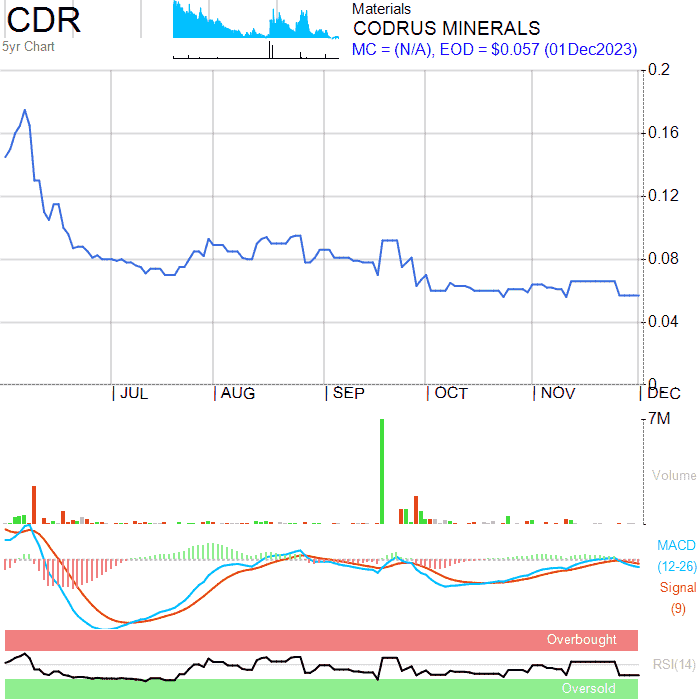 CDR
5yr Chart
Materials
CODRUS MINERALS
MC = (N/A), EOD = $0.057 (01Dec2023)
0.2
0.16
0.12
0.08
0.04
0
JUL AUG SEP OCT NOV DEC
7M
Volume
MACD
(12-26)
Signal
(9)
Overbought
RSI(14)
Oversold